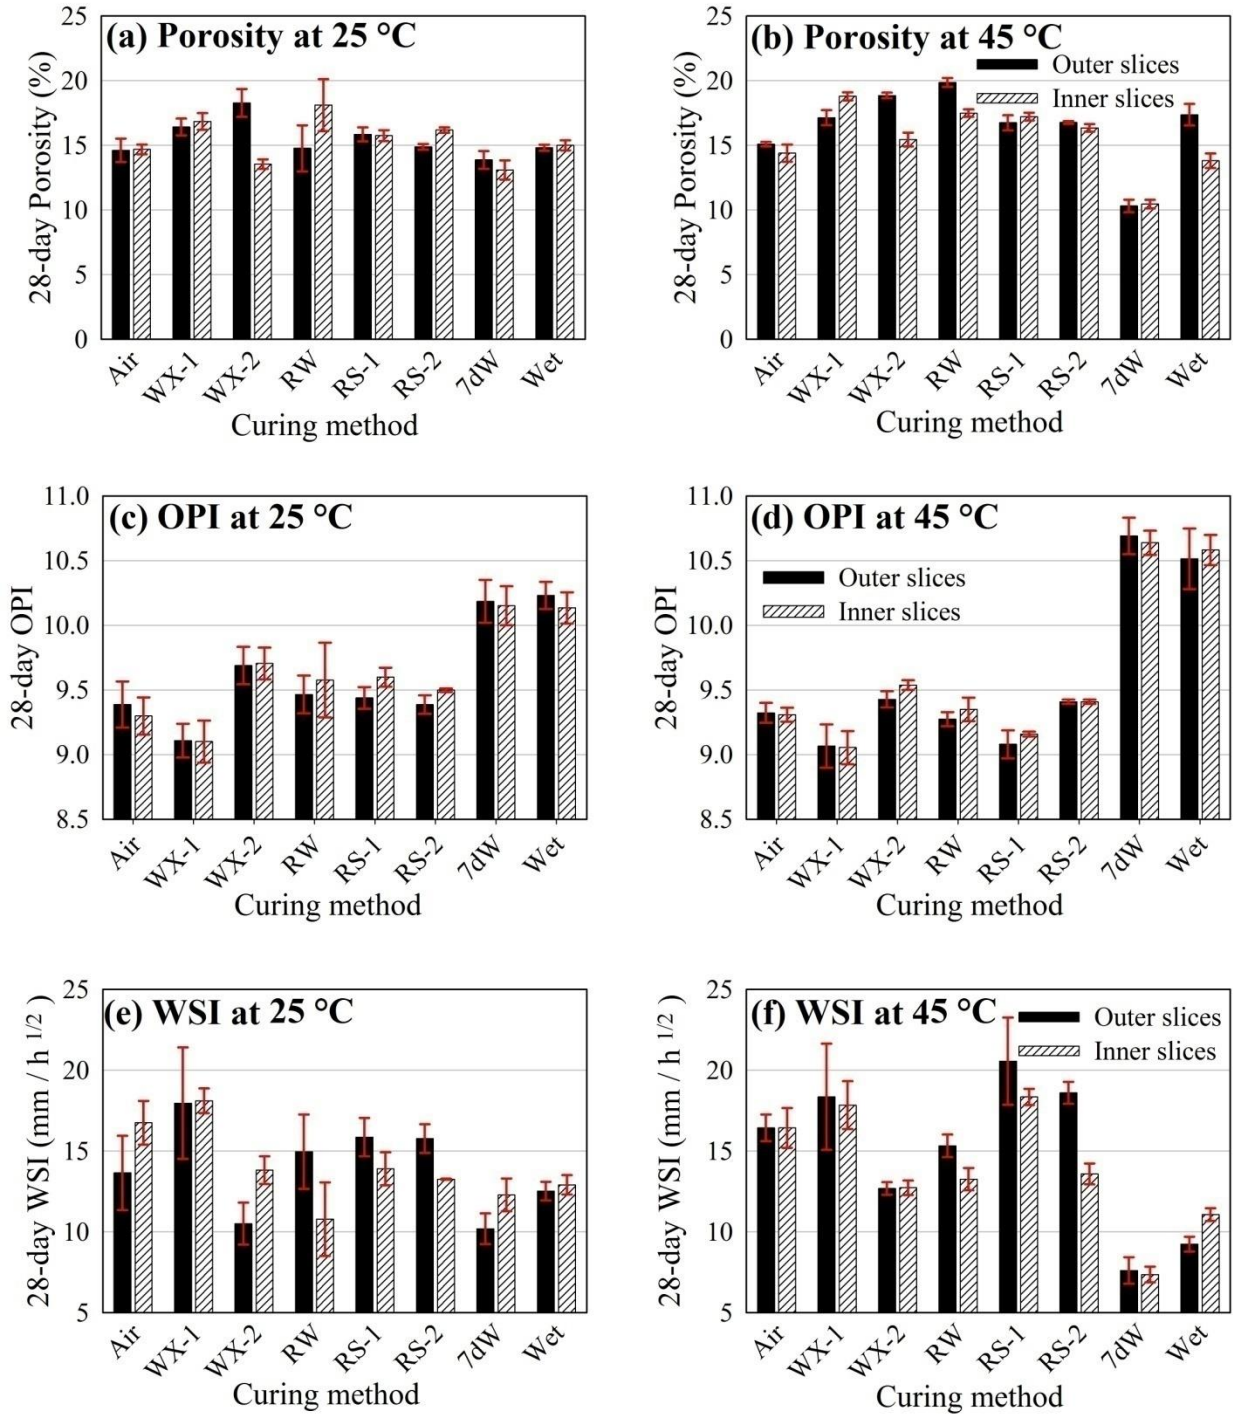 (a) Porosity at 25 °C
28-day Porosity (%)
25
20
15
10
5
0
Air
WX-1
WX-2
RW
RS-1
RS-2
7dW
Wet
Curing method
(b) Porosity at 45 °C
Outer slices
Inner slices
28-day Porosity (%)
25
20
15
10
5
0
Air
WX-1
WX-2
RW
RS-1
RS-2
7dW
Wet
Curing method
(c) OPI at 25 °C
28-day OPI
11.0
10.5
10.0
9.5
9.0
8.5
Air
WX-1
WX-2
RW
RS-1
RS-2
7dW
Wet
Curing method
(d) OPI at 45 °C
Outer slices
Inner slices
28-day OPI
11.0
10.5
10.0
9.5
9.0
8.5
Air
WX-1
WX-2
RW
RS-1
RS-2
7dW
Wet
Curing method
(e) WSI at 25 °C
28-day WSI (mm / h 1/2 )
25
20
15
10
5
Air
WX-1
WX-2
RW
RS-1
RS-2
7dW
Wet
Curing method
(f) WSI at 45 °C
Outer slices
Inner slices
28-day WSI (mm / h 1/2 )
25
20
15
10
5
Air
WX-1
WX-2
RW
RS-1
RS-2
7dW
Wet
Curing method